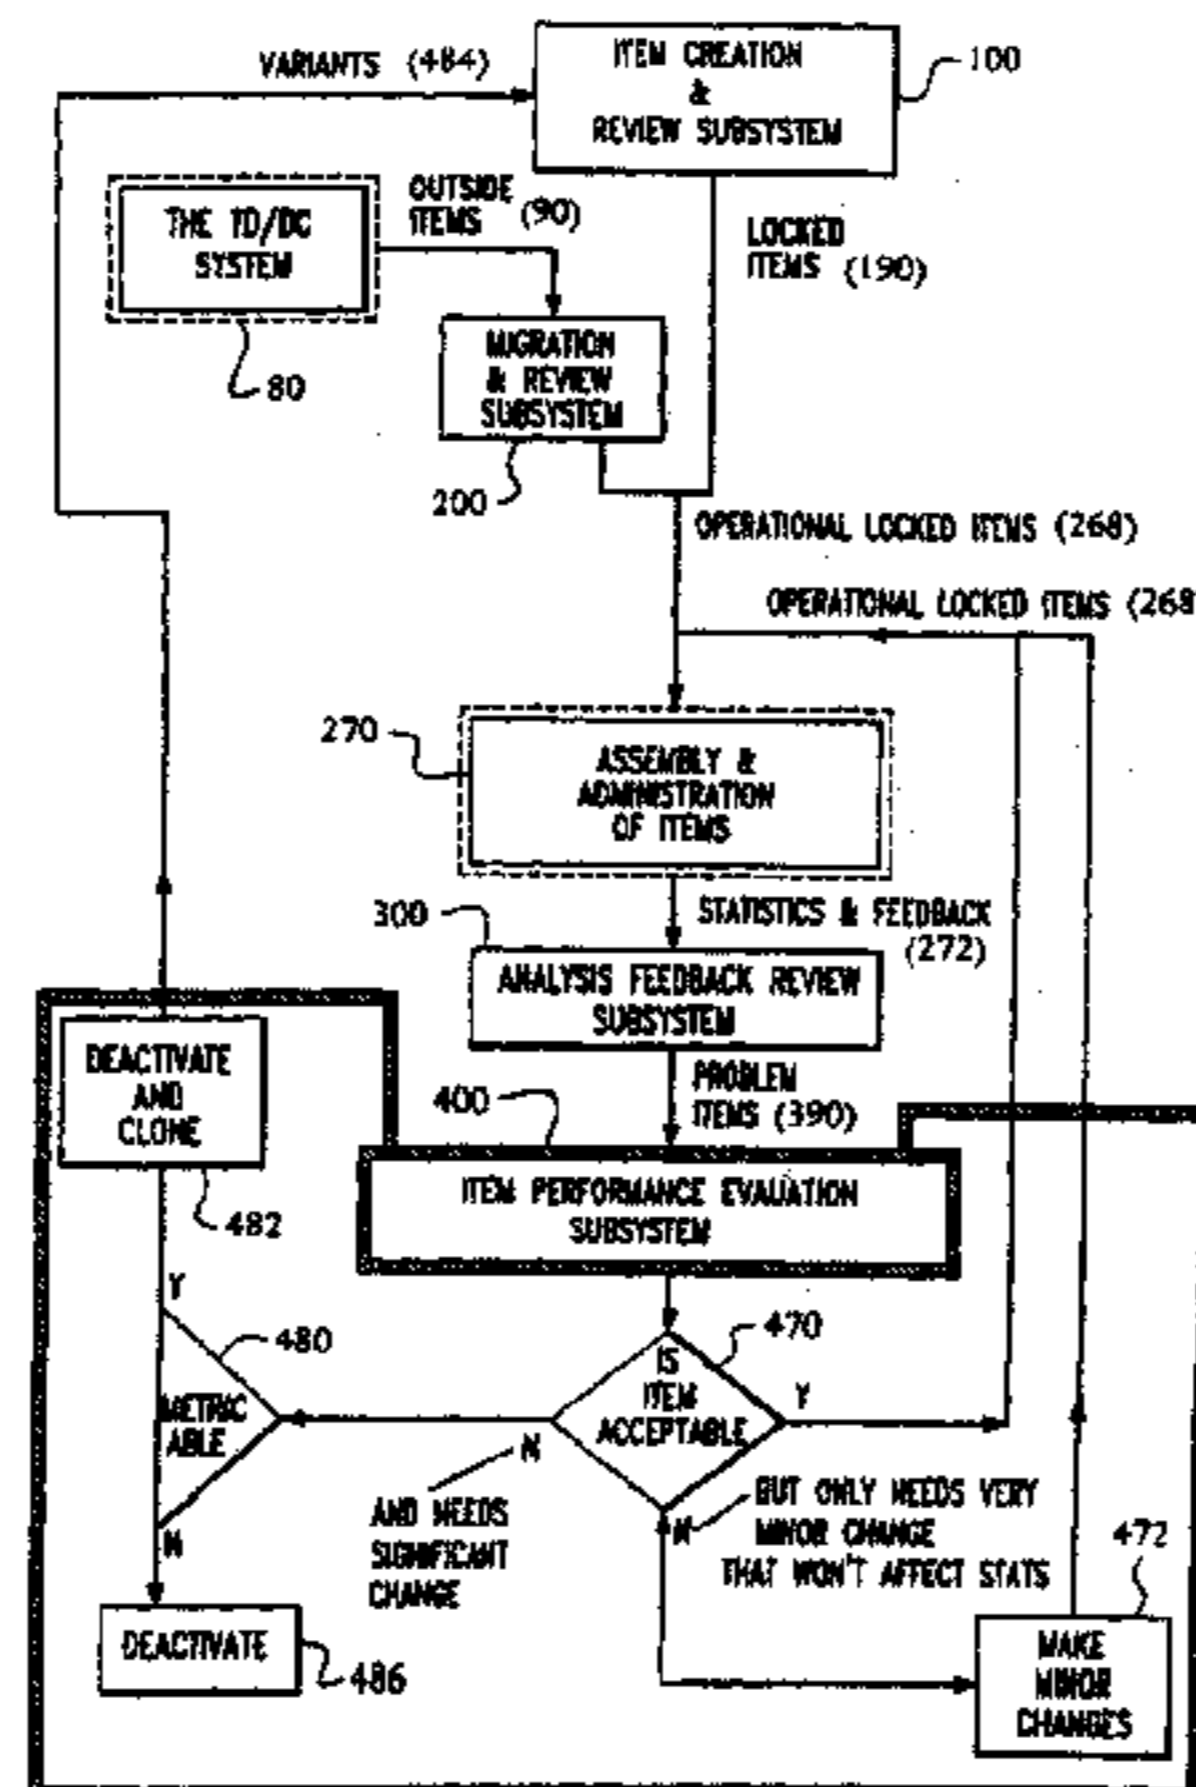 VARIANTS (484)
ITEM CREATION
&
REVIEW SUBSYSTEM
100
THE TD/DC
SYSTEM
80
OUTSIDE
ITEMS (90)
LOCKED
ITEMS (190)
MIGRATION
& REVIEW
SUBSYSTEM
200
OPERATIONAL LOCKED ITEMS (268)
OPERATIONAL LOCKED ITEMS (268
270
ASSEMBLY &
ADMINISTRATION
OF ITEMS
STATISTICS & FEEDBACK
(272)
300
ANALYSIS FEEDBACK REVIEW
SUBSYSTEM
PROBLEM
ITEMS (390)
400
ITEM PERFORMANCE EVALUATION
SUBSYSTEM
DEACTIVATE
AND
CLONE
482
Y
480
METRIC
ABLE
N
470
IS
ITEM
ACCEPTABLE
Y
N
AND NEEDS
SIGNIFICANT
CHANGE
N
BUT ONLY NEEDS VERY
MINOR CHANGE
THAT WON'T AFFECT STATS
472
DEACTIVATE
486
MAKE
MINOR
CHANGES